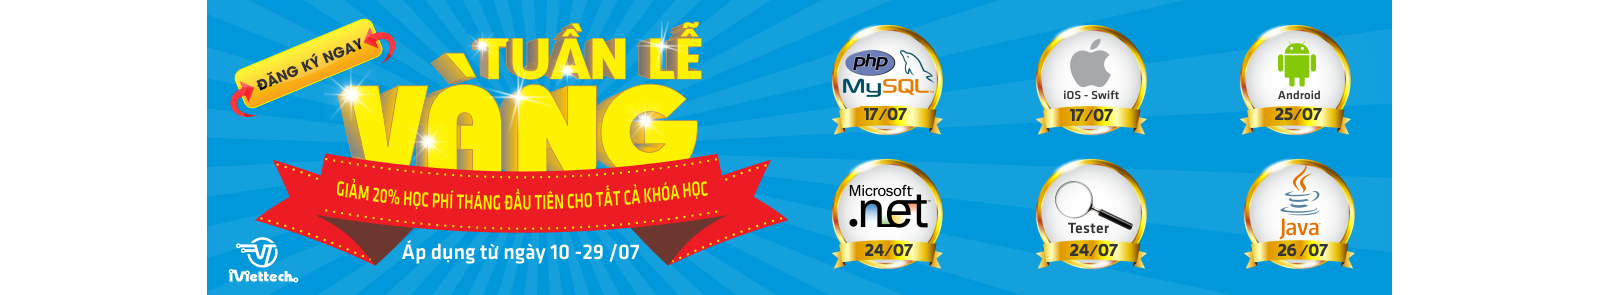 ĐĂNG KÝ NGAY
TUẦN LỄ
VÀNG
GIẢM 20% HỌC PHÍ THÁNG ĐẦU TIÊN CHO TẤT CẢ KHÓA HỌC
Áp dụng từ ngày 10 -29 /07
iViettech
php
MySQL
17/07
iOS - Swift
17/07
Android
25/07
Microsoft
.net
24/07
Tester
24/07
Java
26 /07